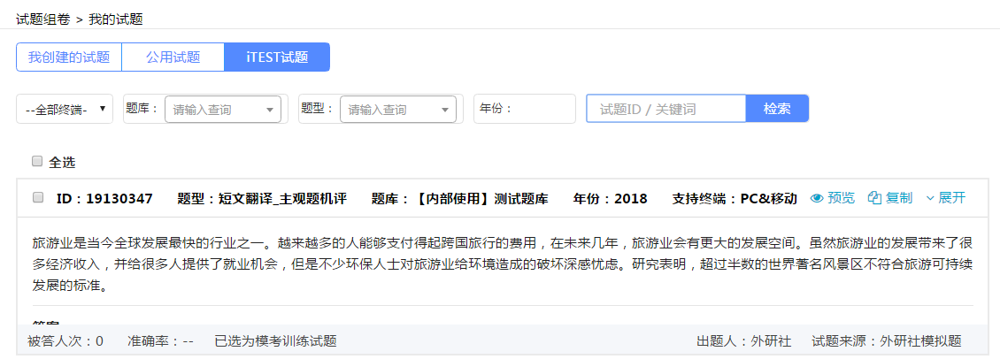 试题组卷 > 我的试题
我创建的试题 公用试题 iTEST试题
--全部终端- 题库： 请输入查询 题型： 请输入查询 年份： 试题ID / 关键词 检索
全选
ID：19130347 题型：短文翻译_主观题机评 题库：【内部使用】测试题库 年份：2018 支持终端：PC&移动 预览 复制 展开
旅游业是当今全球发展最快的行业之一。越来越多的人能够支付得起跨国旅行的费用，在未来几年，旅游业会有更大的发展空间。虽然旅游业的发展带来了很
多经济收入，并给很多人提供了就业机会，但是不少环保人士对旅游业给环境造成的破坏深感忧虑。研究表明，超过半数的世界著名风景区不符合旅游可持续
发展的标准。
被答人次：0 准确率：-- 已选为模考训练试题 出题人：外研社 试题来源：外研社模拟题